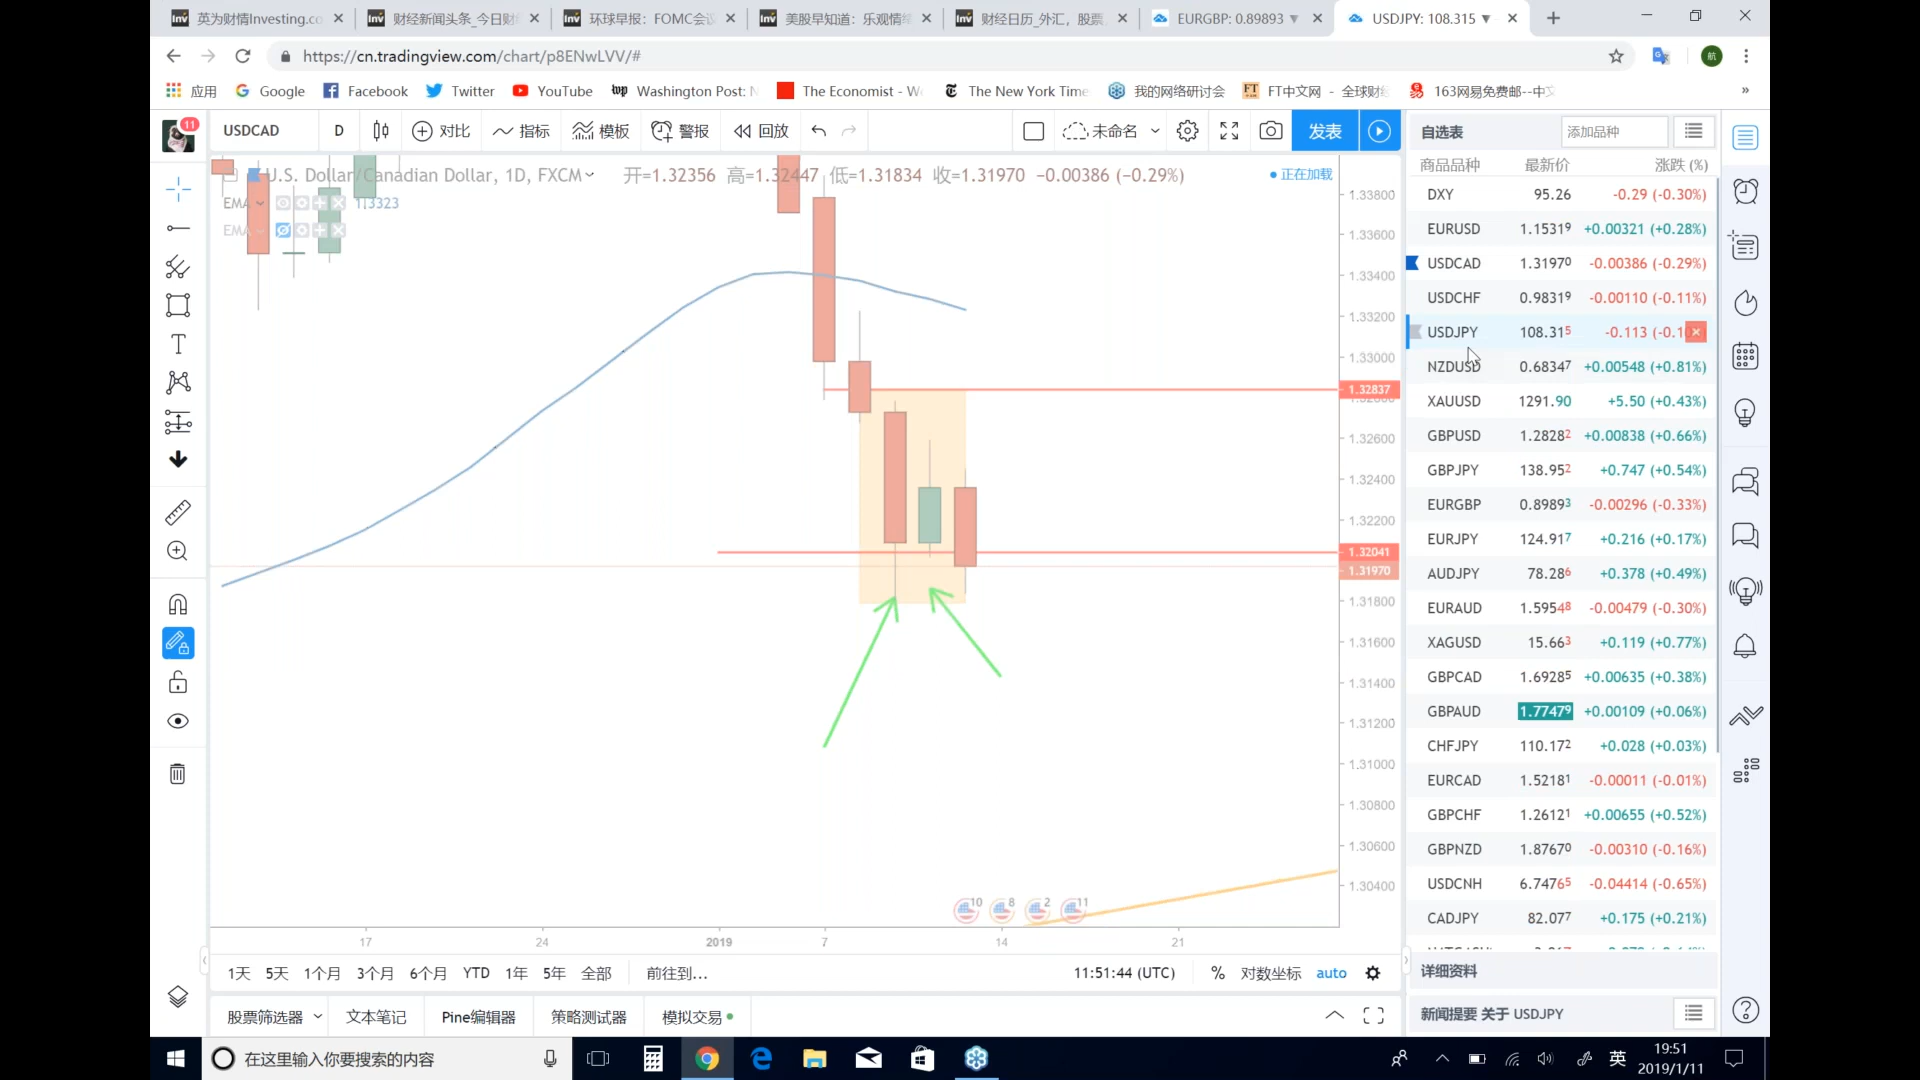 英为财情Investing.co
财经新闻头条_今日财
环球早报：FOMC会议
美股早知道：乐观情绪
财经日历_外汇，股票
EURGBP: 0.89893 ▼
USDJPY: 108.315 ▼
https://cn.tradingview.com/chart/p8ENwLVV/#
航
应用
Google
Facebook
Twitter
YouTube
Washington Post:
The Economist - W
The New York Time
我的网络研讨会
FT中文网 - 全球财经
163网易免费邮--中文
»
11
USDCAD
D
对比
指标
模板
警报
回放
未命名
发表
自选表
添加品种
U.S. Dollar/Canadian Dollar, 1D, FXCM
开=1.32356 高=1.32447 低=1.31834 收=1.31970 −0.00386 (−0.29%)
正在加载
EMA
1.3323
EMA
商品品种 最新价 涨跌 (%)
DXY 95.26 -0.29 (-0.30%)
EURUSD 1.15319 +0.00321 (+0.28%)
USDCAD 1.31970 -0.00386 (-0.29%)
USDCHF 0.98319 -0.00110 (-0.11%)
USDJPY 108.315 -0.113 (-0.1
NZDUSD 0.68347 +0.00548 (+0.81%)
XAUUSD 1291.90 +5.50 (+0.43%)
GBPUSD 1.28282 +0.00838 (+0.66%)
GBPJPY 138.952 +0.747 (+0.54%)
EURGBP 0.89893 -0.00296 (-0.33%)
EURJPY 124.917 +0.216 (+0.17%)
AUDJPY 78.286 +0.378 (+0.49%)
EURAUD 1.59548 -0.00479 (-0.30%)
XAGUSD 15.663 +0.119 (+0.77%)
GBPCAD 1.69285 +0.00635 (+0.38%)
GBPAUD 1.77479 +0.00109 (+0.06%)
CHFJPY 110.172 +0.028 (+0.03%)
EURCAD 1.52181 -0.00011 (-0.01%)
GBPCHF 1.26121 +0.00655 (+0.52%)
GBPNZD 1.87670 -0.00310 (-0.16%)
USDCNH 6.74765 -0.04414 (-0.65%)
CADJPY 82.077 +0.175 (+0.21%)
详细资料
新闻提要 关于 USDJPY
1.33800
1.33600
1.33400
1.33200
1.33000
1.32837
1.32600
1.32400
1.32200
1.32041
1.31970
1.31800
1.31600
1.31400
1.31200
1.31000
1.30800
1.30600
1.30400
10 8 2 11
17 24 2019 7 14 21
1天 5天 1个月 3个月 6个月 YTD 1年 5年 全部 前往到...
11:51:44 (UTC) % 对数坐标 auto
股票筛选器 文本笔记 Pine编辑器 策略测试器 模拟交易
在这里输入你要搜索的内容
英
19:51
2019/1/11